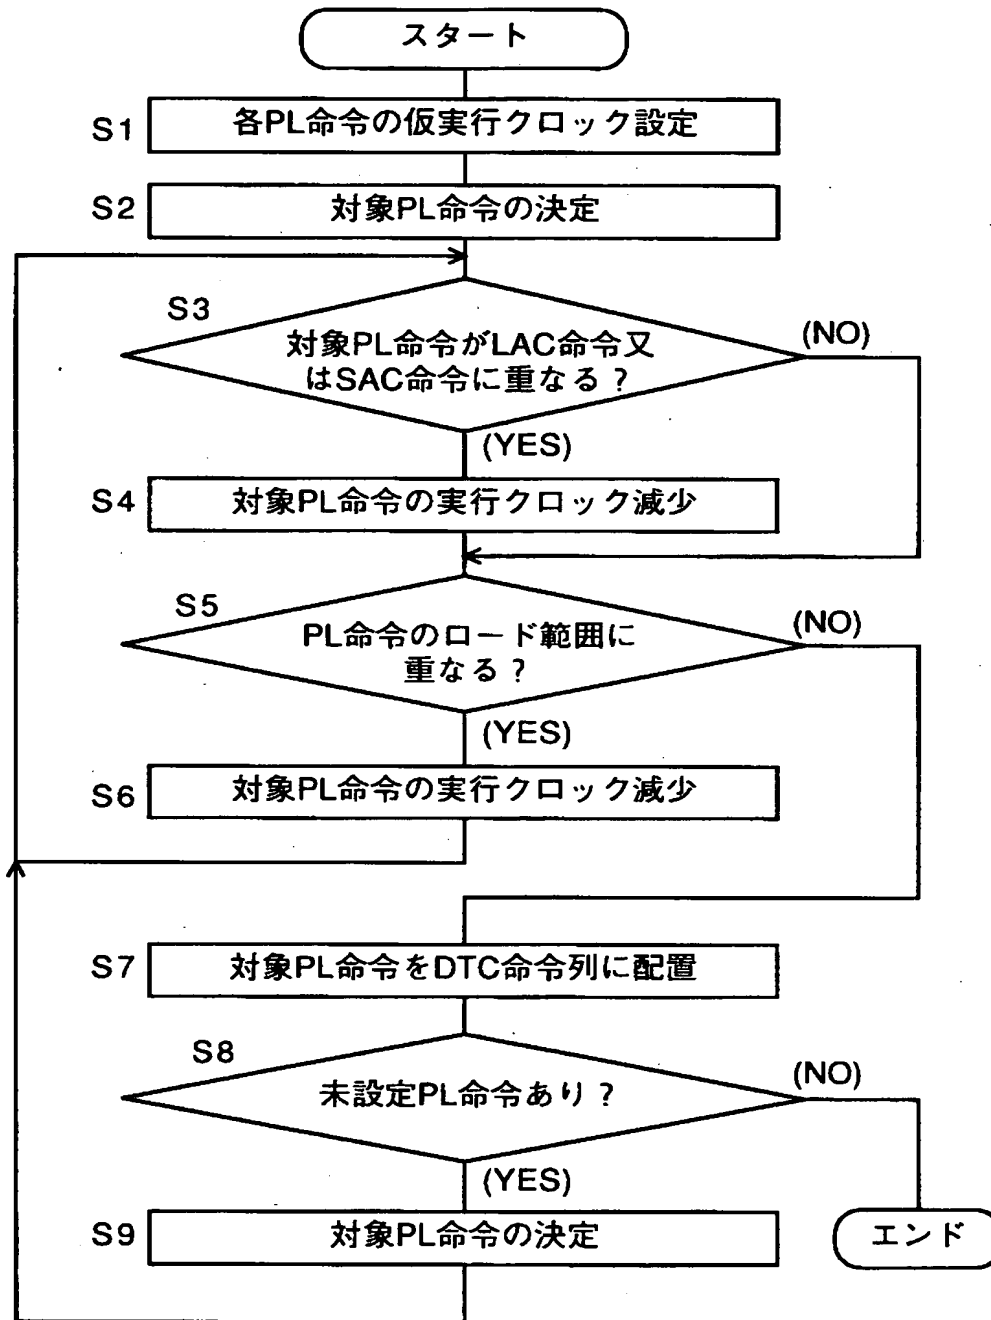 スタート
S1
各PL命令の仮実行クロック設定
S2
対象PL命令の決定
S3
対象PL命令がLAC命令又
はSAC命令に重なる?
(NO)
(YES)
S4
対象PL命令の実行クロック減少
S5
PL命令のロード範囲に
重なる?
(NO)
(YES)
S6
対象PL命令の実行クロック減少
S7
対象PL命令をDTC命令列に配置
S8
未設定PL命令あり?
(NO)
(YES)
S9
対象PL命令の決定
エンド